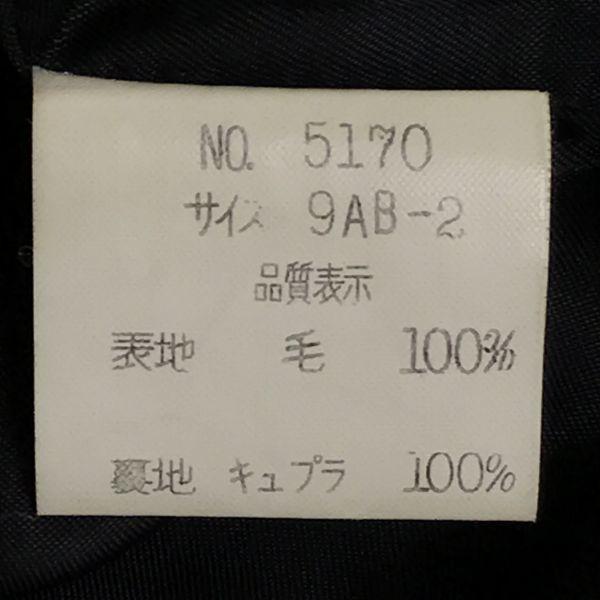 NO. 5170
サイズ 9AB-2
品質表示
表地 毛 100%
裏地 キュプラ 100%